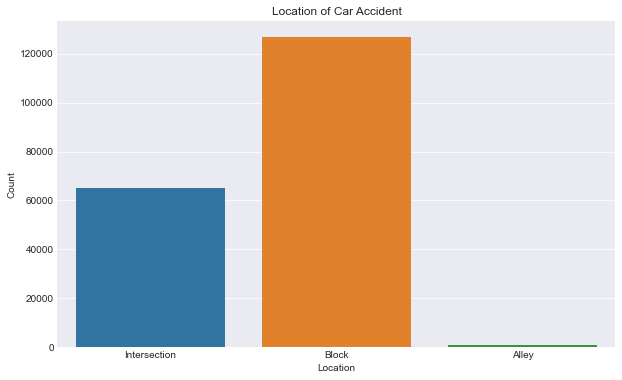 Location of Car Accident
120000
100000
80000
60000
40000
20000
0
Count
Intersection
Block
Alley
Location